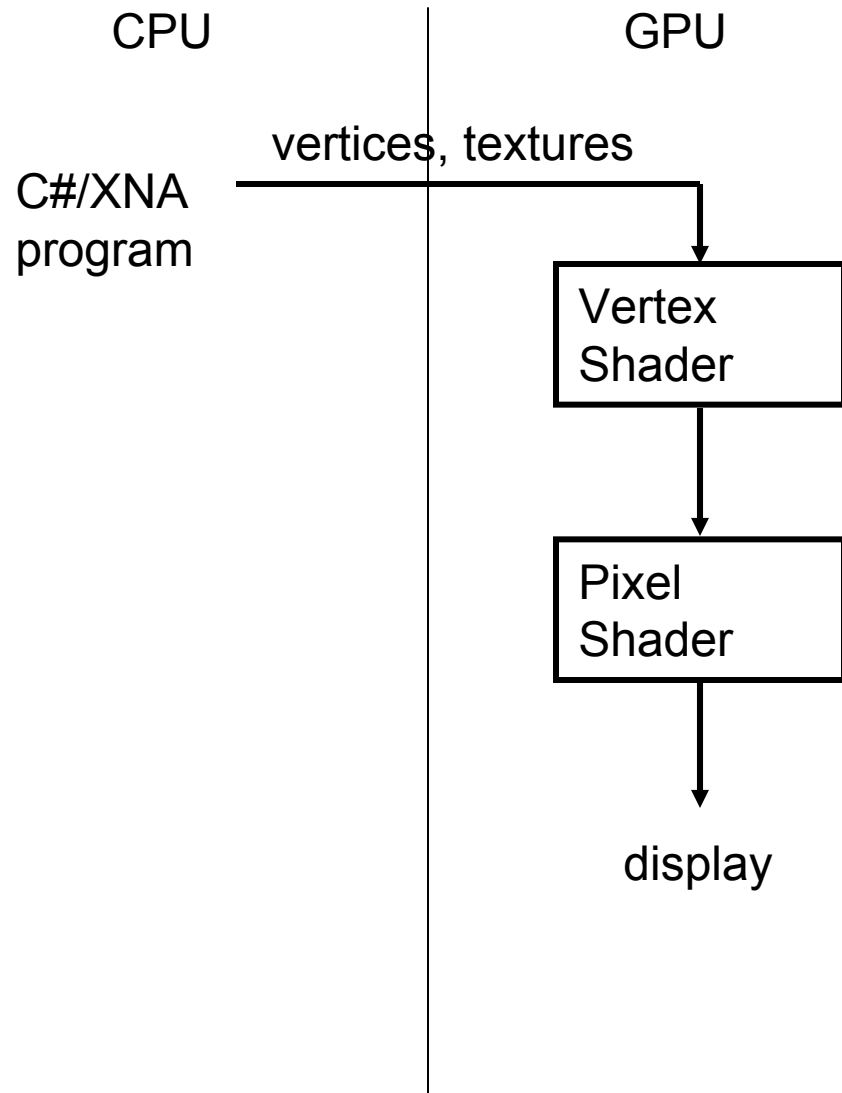 CPU
GPU
vertices, textures
C#/XNA
program
Vertex
Shader
Pixel
Shader
display